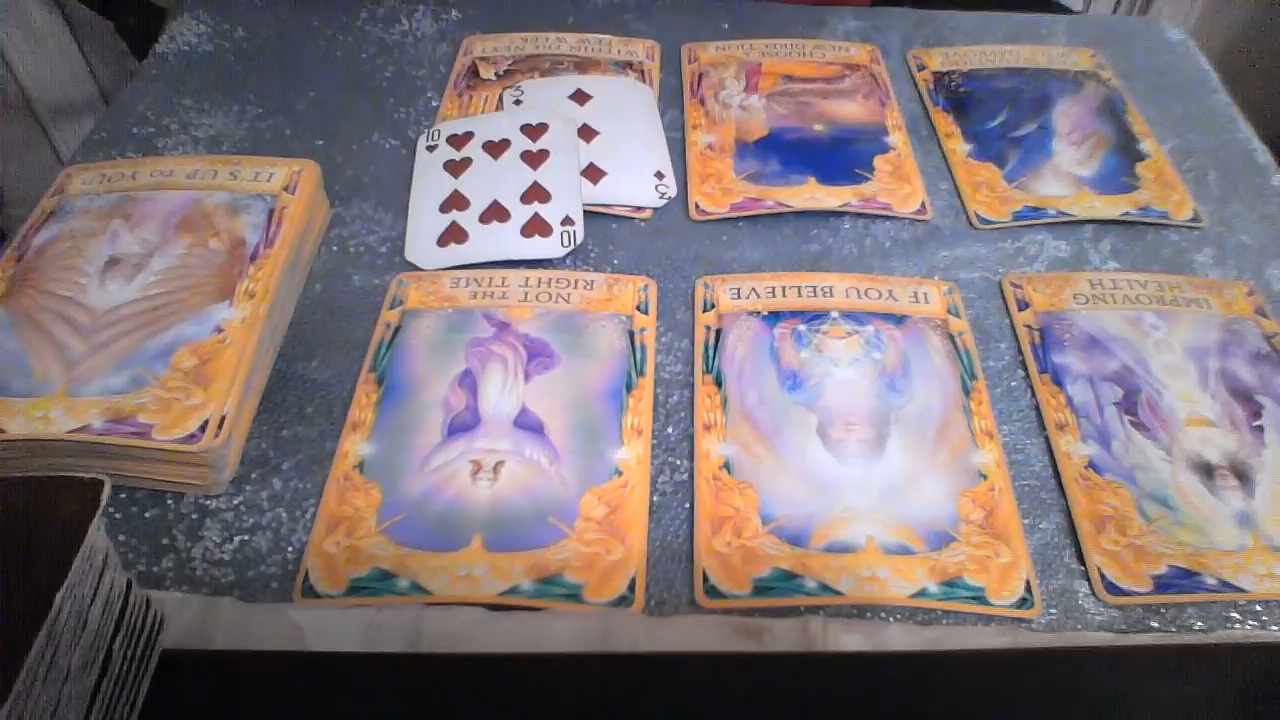 WITHIN THE NEXT
FEW WEEKS
CHOOSE A
NEW DIRECTION
IT'S UP TO YOU
3
3
10
10
NOT THE
RIGHT TIME
IF YOU BELIEVE
IMPROVING
HEALTH